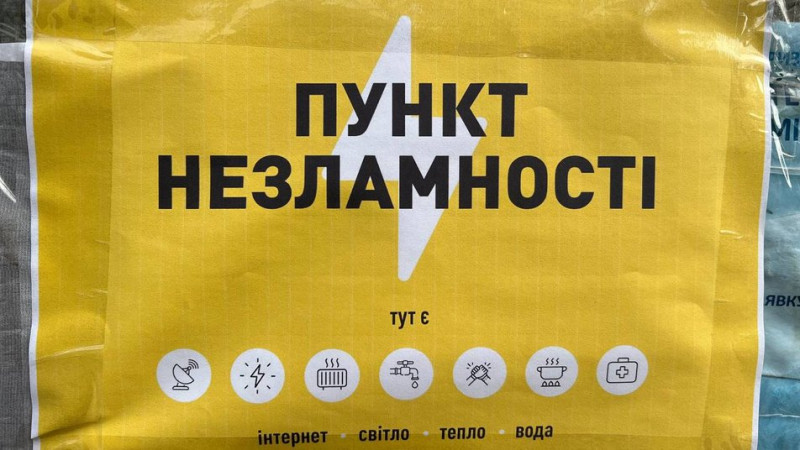 ПУНКТ
НЕЗЛАМНОСТІ
тут є
інтернет • світло • тепло • вода